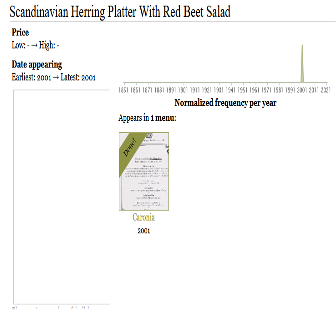 Scandinavian Herring Platter With Red Beet Salad
Price
Low: - → High: -
Date appearing
Earliest: 2001 → Latest: 2001
1851 1861 1871 1881 1891 1901 1911 1921 1931 1941 1951 1961 1971 1981 1991 2001 2011 2021
Normalized frequency per year
Appears in 1 menu:
Done!
Caronia
2001